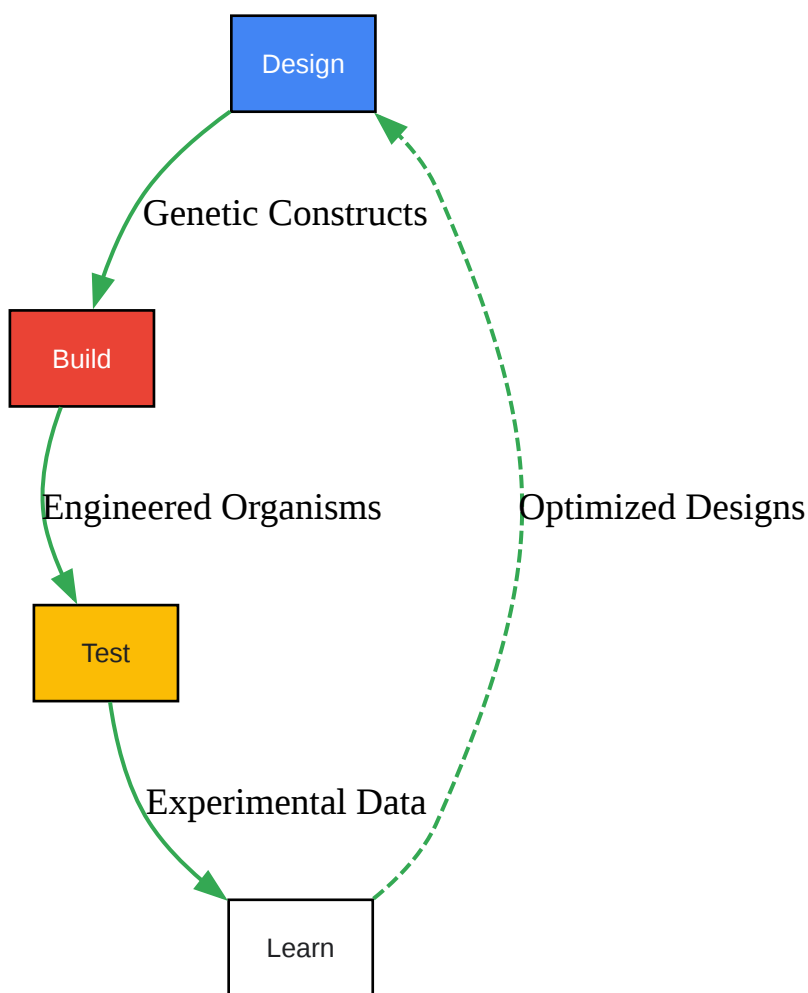 Design
Genetic Constructs
Build
Engineered Organisms
Optimized Designs
Test
Experimental Data
Learn